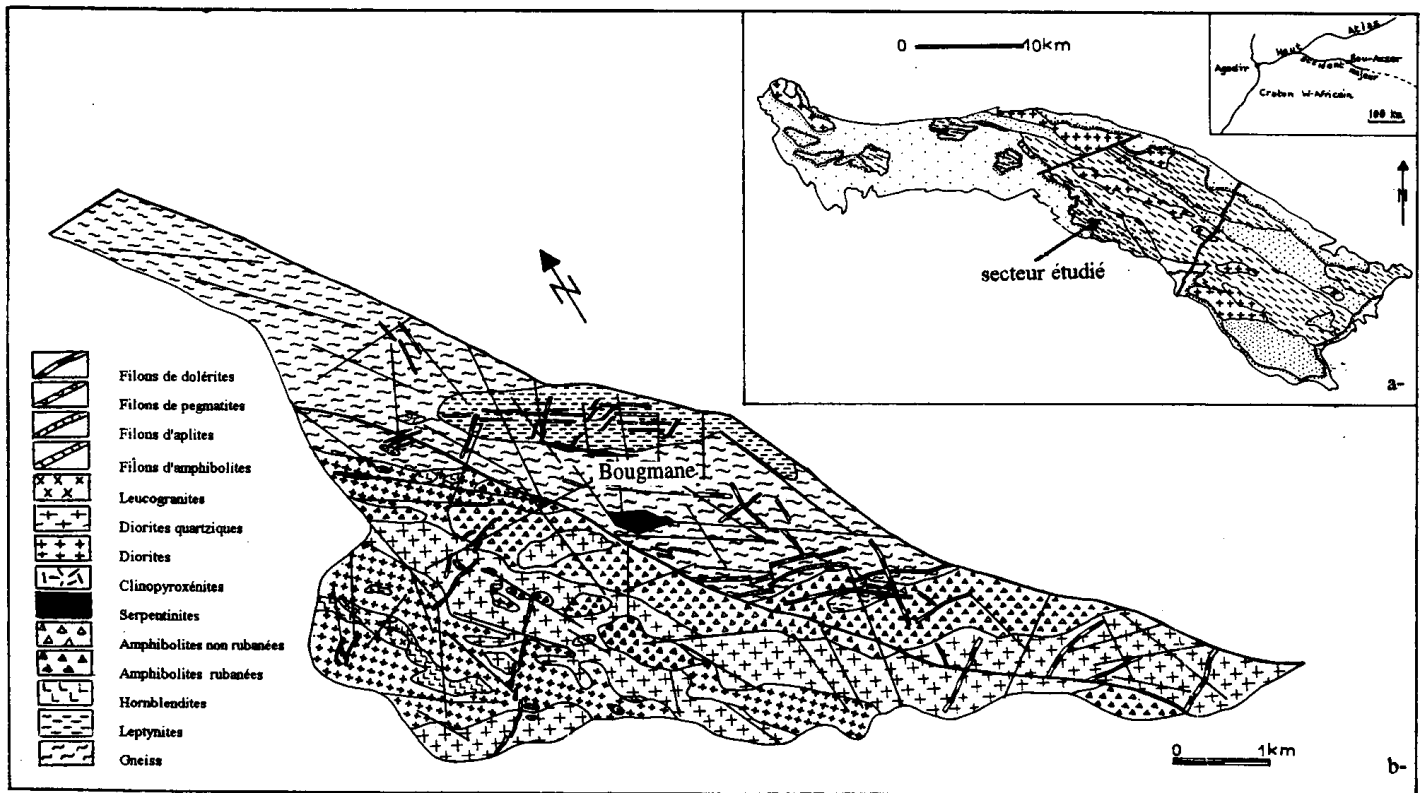 0 10km
Haut Atlas
Agadir
Bou-Azzer
accident majeur
Craton W-Africain
100 km
N
secteur étudié
a-
N
Bougmane
Filons de dolérites
Filons de pegmatites
Filons d'aplites
Filons d'amphibolites
Leucogranites
Diorites quartziques
Diorites
Clinopyroxénites
Serpentinites
Amphibolites non rubanées
Amphibolites rubanées
Hornblendites
Leptynites
Gneiss
0 1km
b-